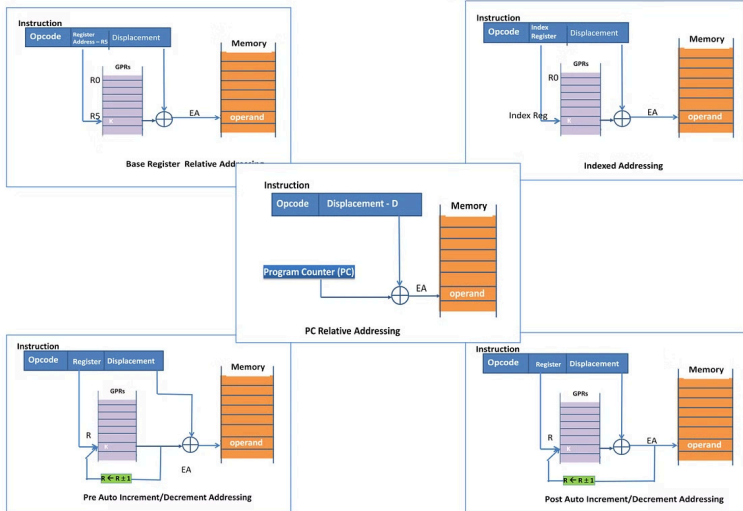 Instruction
Opcode Register Address – R5 Displacement
Memory
GPRs
R0
R5
EA
operand
Base Register Relative Addressing
Instruction
Opcode Index Register Displacement
Memory
GPRs
R0
Index Reg
EA
operand
Indexed Addressing
Instruction
Opcode Displacement - D
Memory
Program Counter (PC)
EA
operand
PC Relative Addressing
Instruction
Opcode Register Displacement
Memory
GPRs
R
operand
EA
R ← R ± 1
Pre Auto Increment/Decrement Addressing
Instruction
Opcode Register Displacement
Memory
GPRs
R
EA
operand
R ← R ± 1
Post Auto Increment/Decrement Addressing